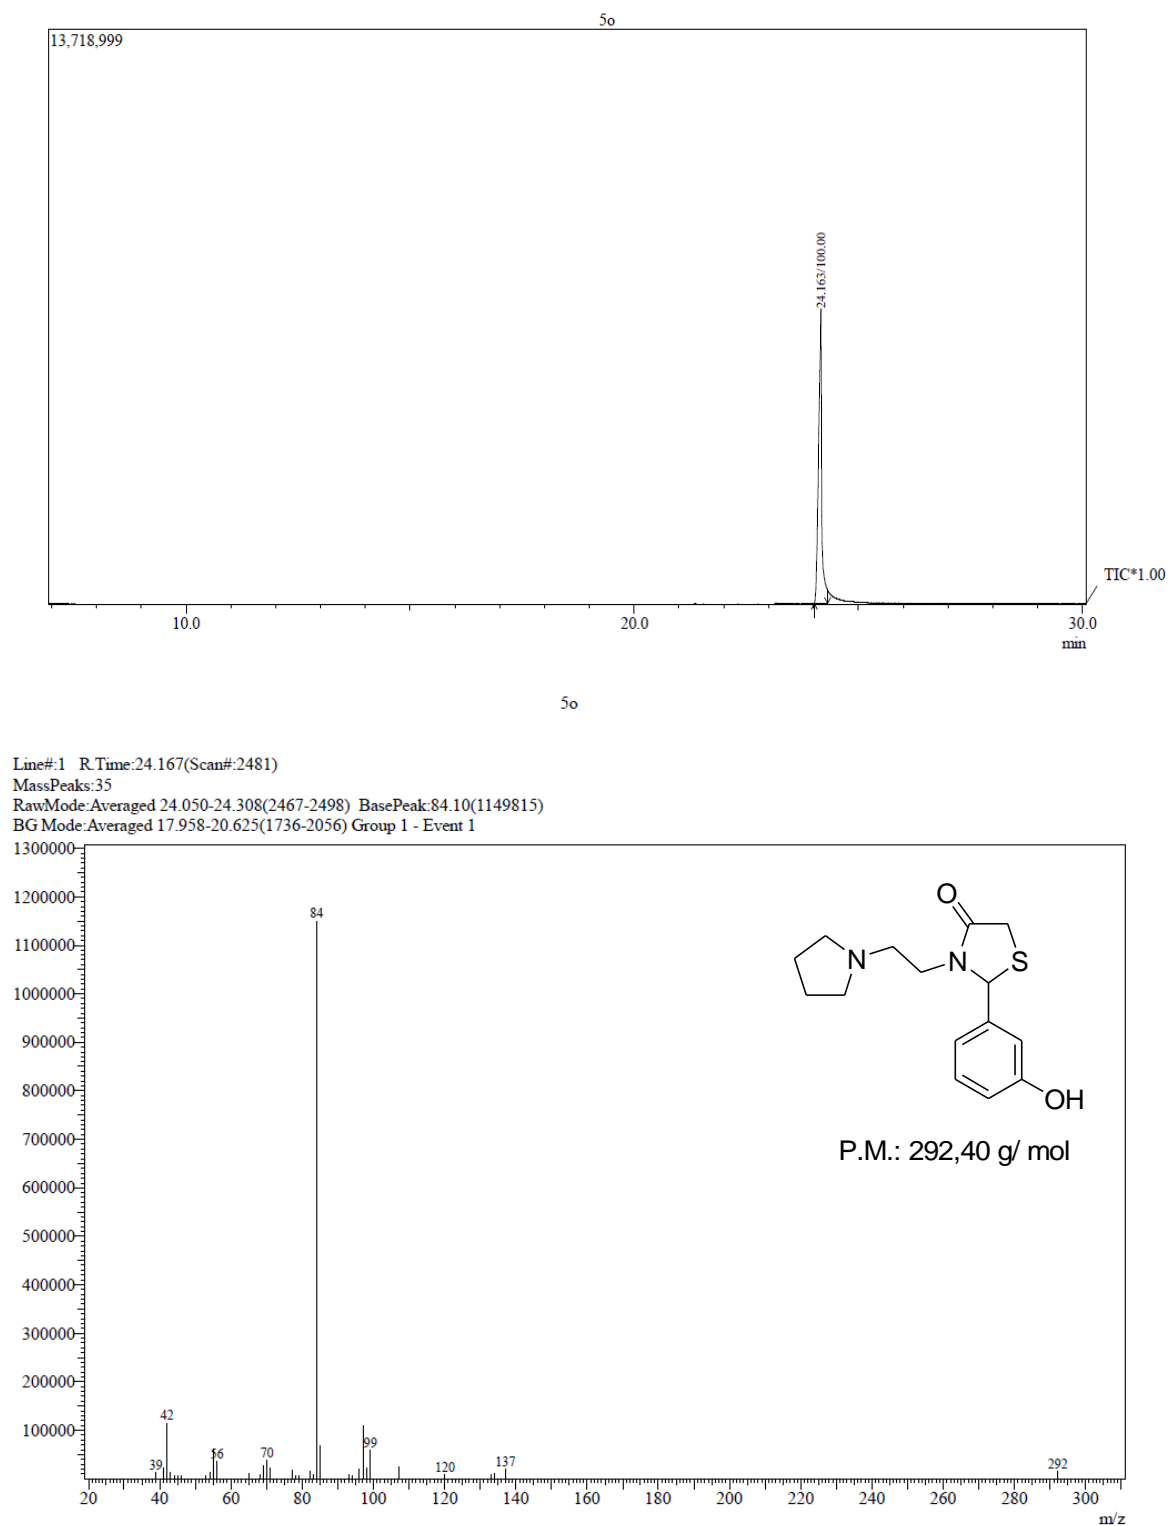 5o
13,718,999
24.163/100.00
TIC*1.00
10.0 20.0 30.0
min
5o
Line#:1 R.Time:24.167(Scan#:2481)
MassPeaks:35
RawMode:Averaged 24.050-24.308(2467-2498) BasePeak:84.10(1149815)
BG Mode:Averaged 17.958-20.625(1736-2056) Group 1 - Event 1
1300000
1200000
1100000
1000000
900000
800000
700000
600000
500000
400000
300000
200000
100000
84
O
N
N
S
OH
P.M.: 292,40 g/ mol
39 42 56 70 99 120 137 292
20 40 60 80 100 120 140 160 180 200 220 240 260 280 300
m/z